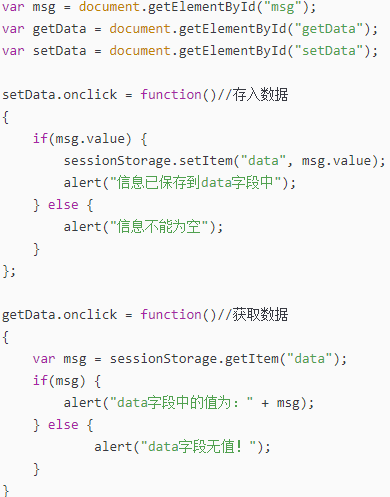 var msg = document.getElementById("msg");
var getData = document.getElementById("getData");
var setData = document.getElementById("setData");

setData.onclick = function()//存入数据
{
    if(msg.value) {
        sessionStorage.setItem("data", msg.value);
        alert("信息已保存到data字段中");
    } else {
        alert("信息不能为空");
    }
};

getData.onclick = function()//获取数据
{
    var msg = sessionStorage.getItem("data");
    if(msg) {
        alert("data字段中的值为：" + msg);
    } else {
            alert("data字段无值！");
    }
}